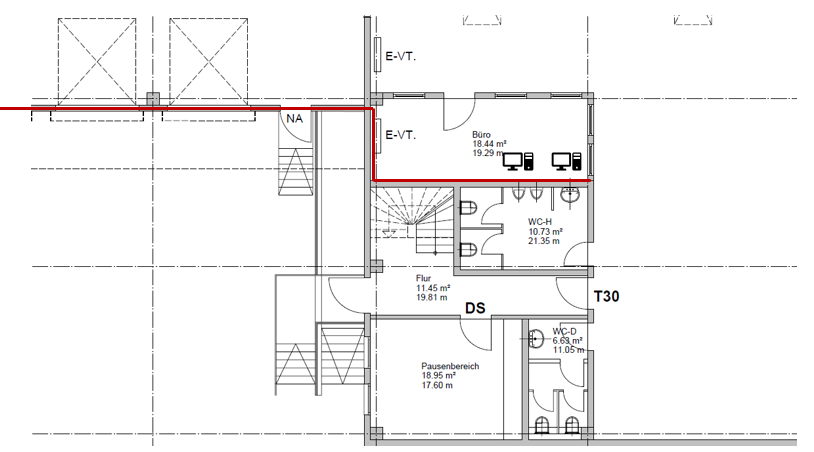 E-VT.
NA
E-VT.
Büro
18.44 m²
19.29 m
WC-H
10.73 m²
21.35 m
Flur
11.45 m²
19.81 m
T30
DS
WC-D
6.63 m²
11.05 m
Pausenbereich
18.95 m²
17.60 m